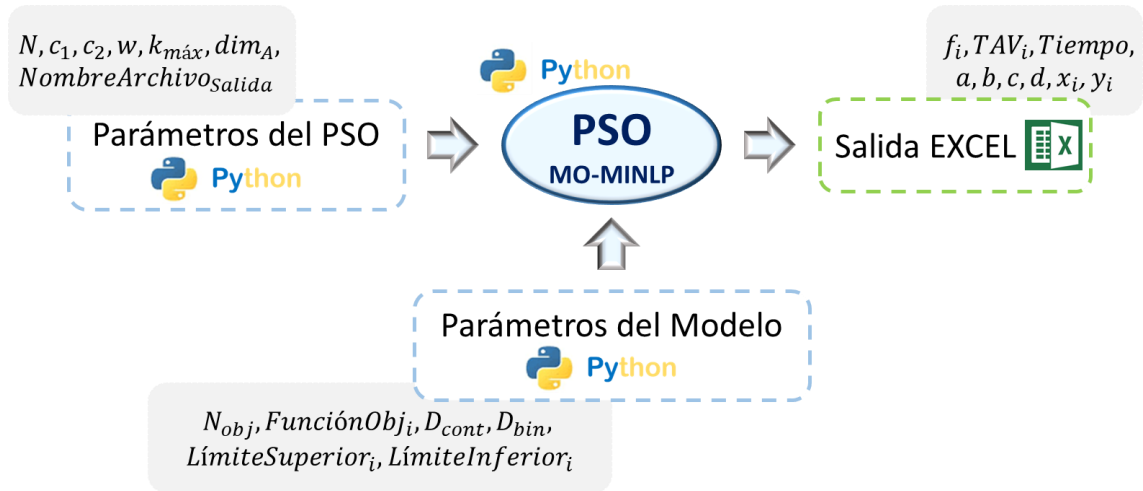 N, c₁, c₂, w, kₘáₓ, dim_A,
NombreArchivo_Salida
Parámetros del PSO
Python
Python
PSO
MO-MINLP
f_i, TAV_i, Tiempo,
a, b, c, d, x_i, y_i
Salida EXCEL
X
Parámetros del Modelo
Python
N_obj, FunciónObj_i, D_cont, D_bin,
LímiteSuperior_i, LímiteInferior_i